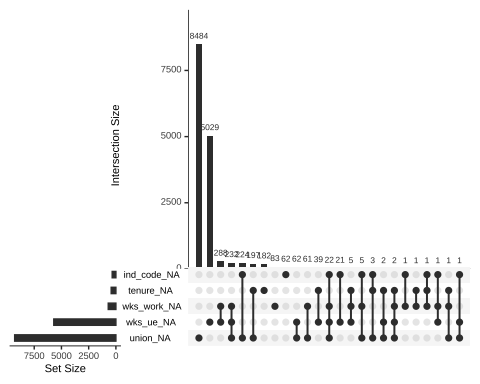 8484
7500
5029
5000
Intersection Size
2500
288 232 224 197 182 83 62 62 61 39 22 21 5 5 3 2 2 1 1 1 1 1 1
0
ind_code_NA
tenure_NA
wks_work_NA
wks_ue_NA
union_NA
7500 5000 2500 0
Set Size